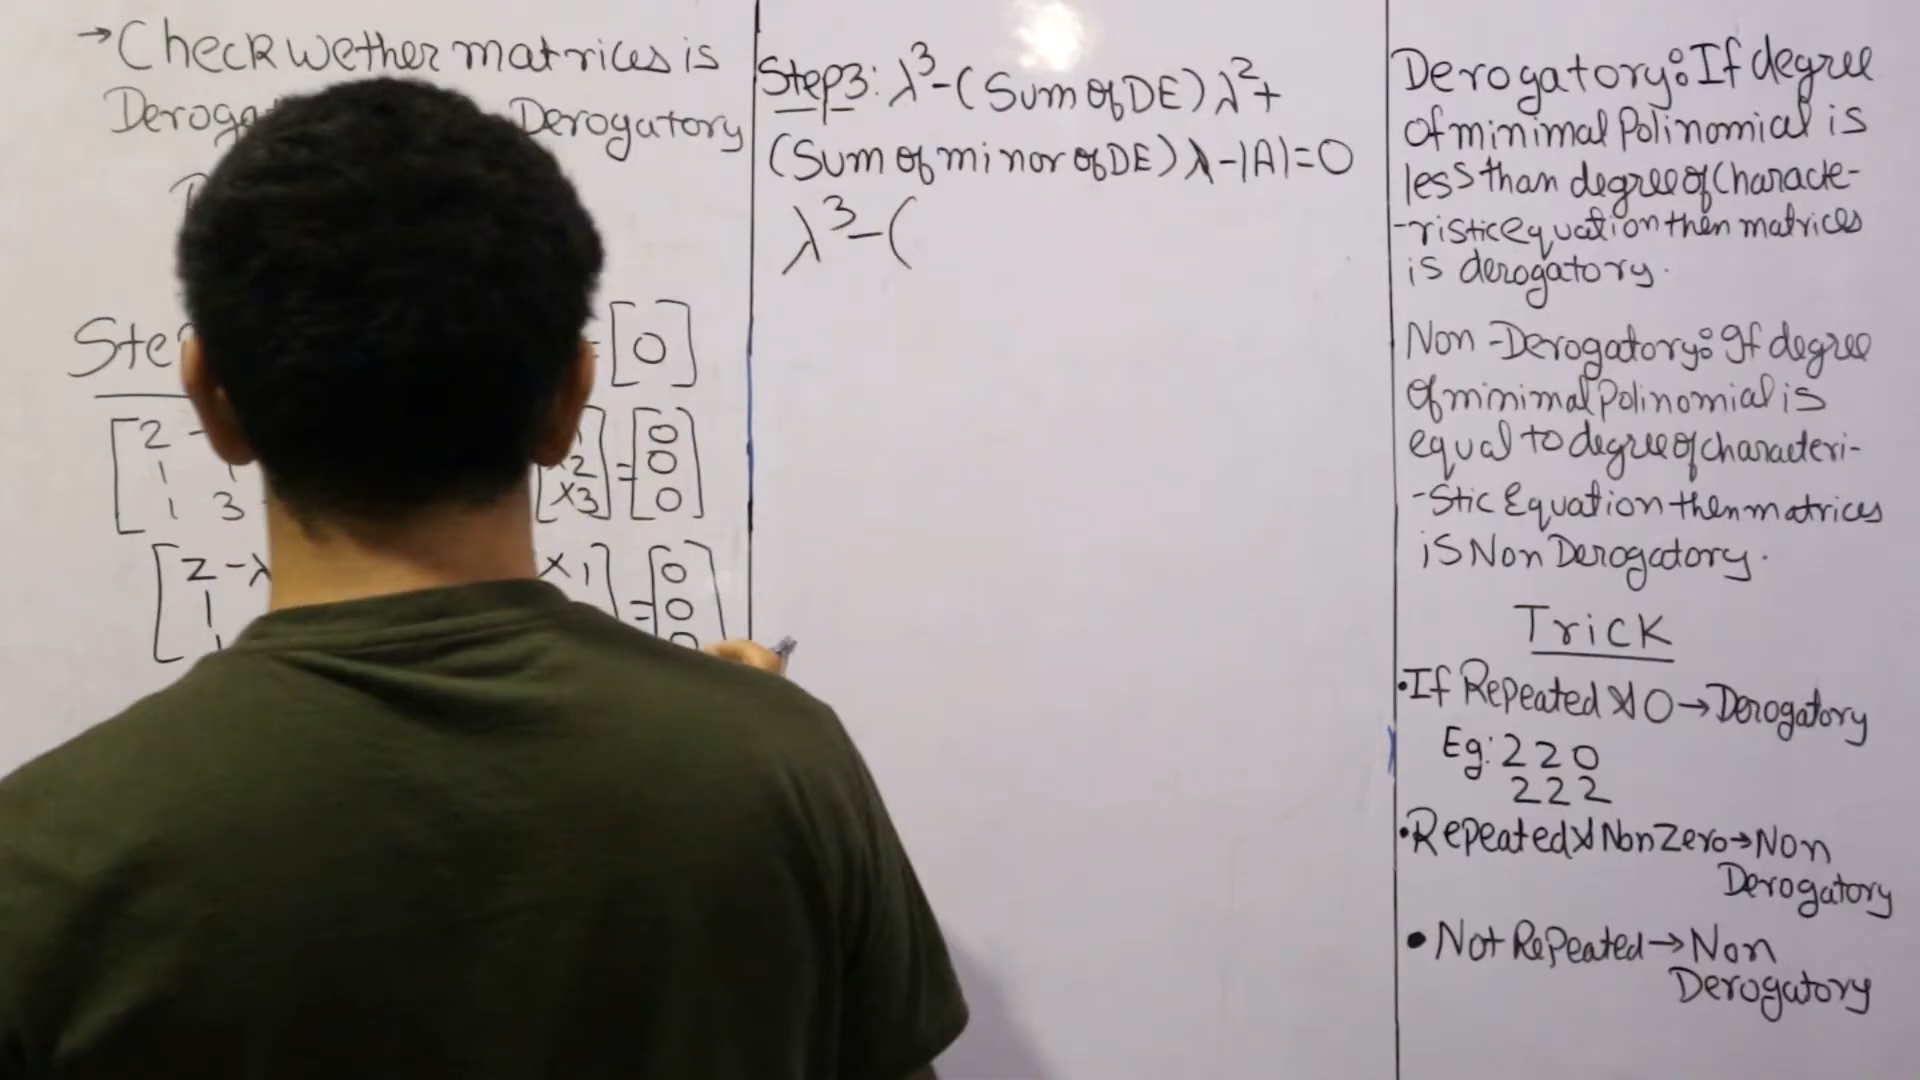 →Check wether matrices is
Derogatory
Step3: λ³-(Sum of DE)λ²+
(Sum of minor of DE)λ-|A|=0
λ³-(
[0]
[2
1 1
1 3
x2
x3] = [0
0
0]
[2-λ
1
x1] = [0
0
0
Derogatory: If degree
of minimal Polinomial is
less than degree of Characte-
-ristic equation then matrices
is derogatory.
Non-Derogatory: If degree
of minimal Polinomial is
equal to degree of characteri-
-stic Equation then matrices
is Non Derogatory.
Trick
•If Repeated & 0→Derogatory
Eg: 2 2 0
2 2 2
•Repeated & Non Zero→Non
Derogatory
•Not Repeated→Non
Derogatory